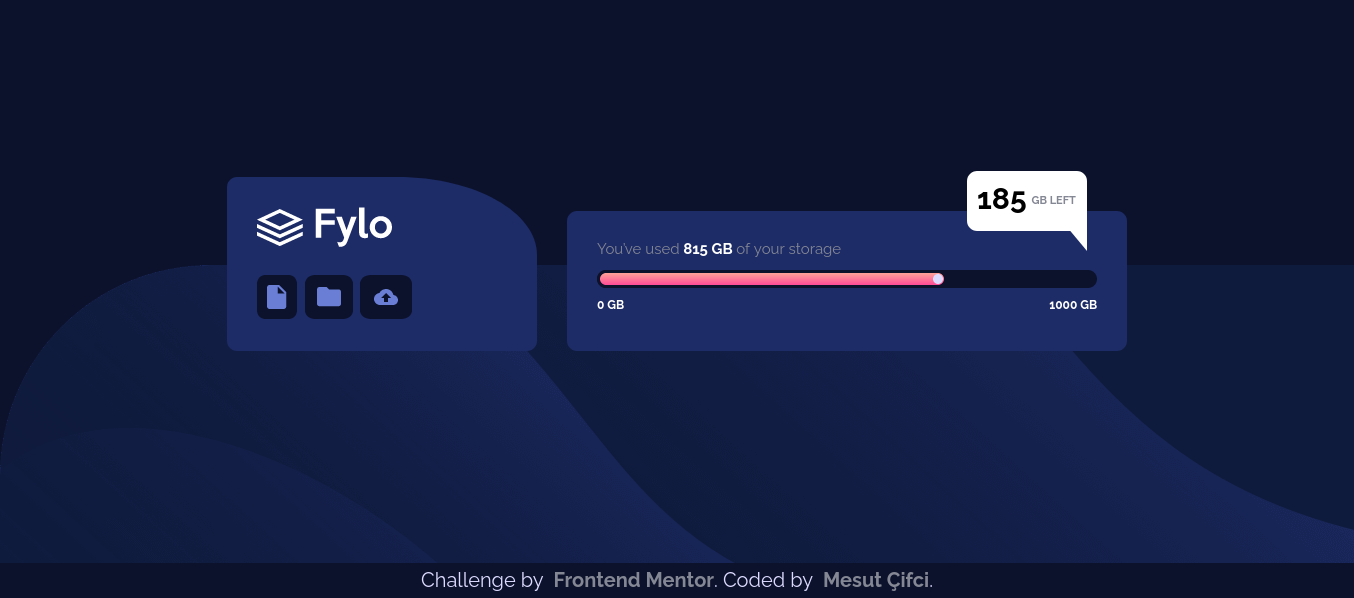 Fylo
185 GB LEFT
You've used 815 GB of your storage
0 GB 1000 GB
Challenge by Frontend Mentor. Coded by Mesut Çifci.